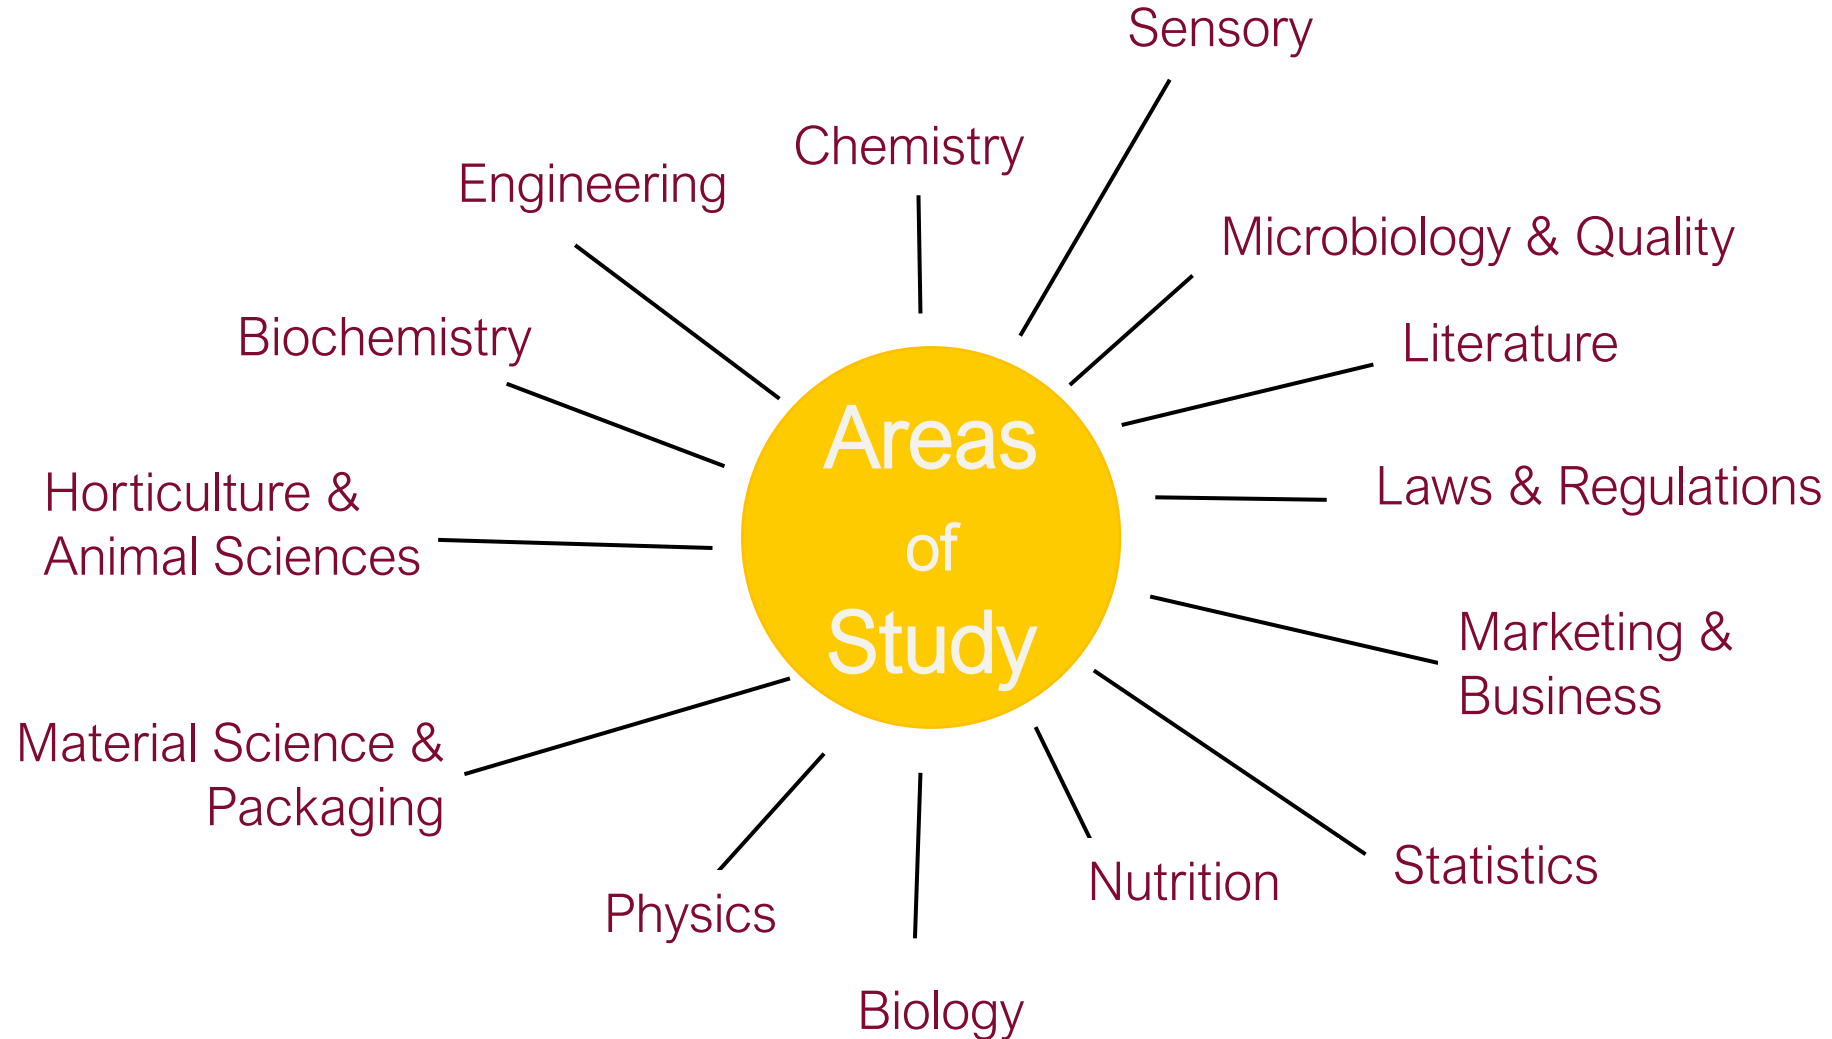 Sensory
Chemistry
Engineering
Microbiology & Quality
Biochemistry
Literature
Areas
of
Study
Horticulture &
Animal Sciences
Laws & Regulations
Marketing &
Business
Material Science &
Packaging
Statistics
Nutrition
Physics
Biology